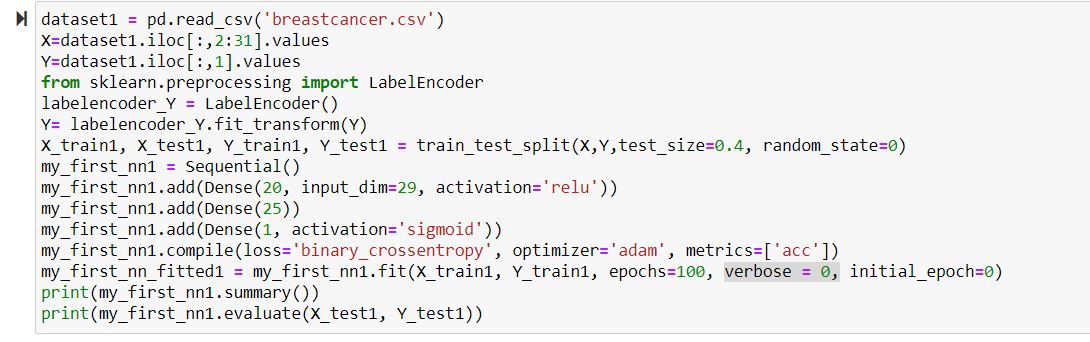 dataset1 = pd.read_csv('breastcancer.csv')
X=dataset1.iloc[:,2:31].values
Y=dataset1.iloc[:,1].values
from sklearn.preprocessing import LabelEncoder
labelencoder_Y = LabelEncoder()
Y= labelencoder_Y.fit_transform(Y)
X_train1, X_test1, Y_train1, Y_test1 = train_test_split(X,Y,test_size=0.4, random_state=0)
my_first_nn1 = Sequential()
my_first_nn1.add(Dense(20, input_dim=29, activation='relu'))
my_first_nn1.add(Dense(25))
my_first_nn1.add(Dense(1, activation='sigmoid'))
my_first_nn1.compile(loss='binary_crossentropy', optimizer='adam', metrics=['acc'])
my_first_nn_fitted1 = my_first_nn1.fit(X_train1, Y_train1, epochs=100, verbose = 0, initial_epoch=0)
print(my_first_nn1.summary())
print(my_first_nn1.evaluate(X_test1, Y_test1))